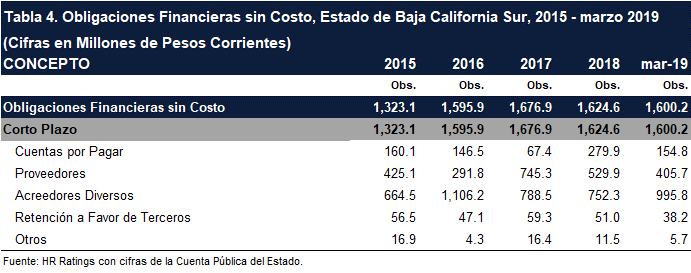 Tabla 4. Obligaciones Financieras sin Costo, Estado de Baja California Sur, 2015 - marzo 2019
(Cifras en Millones de Pesos Corrientes)
CONCEPTO 2015 2016 2017 2018 mar-19
Obs. Obs. Obs. Obs. Obs.
Obligaciones Financieras sin Costo 1,323.1 1,595.9 1,676.9 1,624.6 1,600.2
Corto Plazo 1,323.1 1,595.9 1,676.9 1,624.6 1,600.2
Cuentas por Pagar 160.1 146.5 67.4 279.9 154.8
Proveedores 425.1 291.8 745.3 529.9 405.7
Acreedores Diversos 664.5 1,106.2 788.5 752.3 995.8
Retención a Favor de Terceros 56.5 47.1 59.3 51.0 38.2
Otros 16.9 4.3 16.4 11.5 5.7
Fuente: HR Ratings con cifras de la Cuenta Pública del Estado.